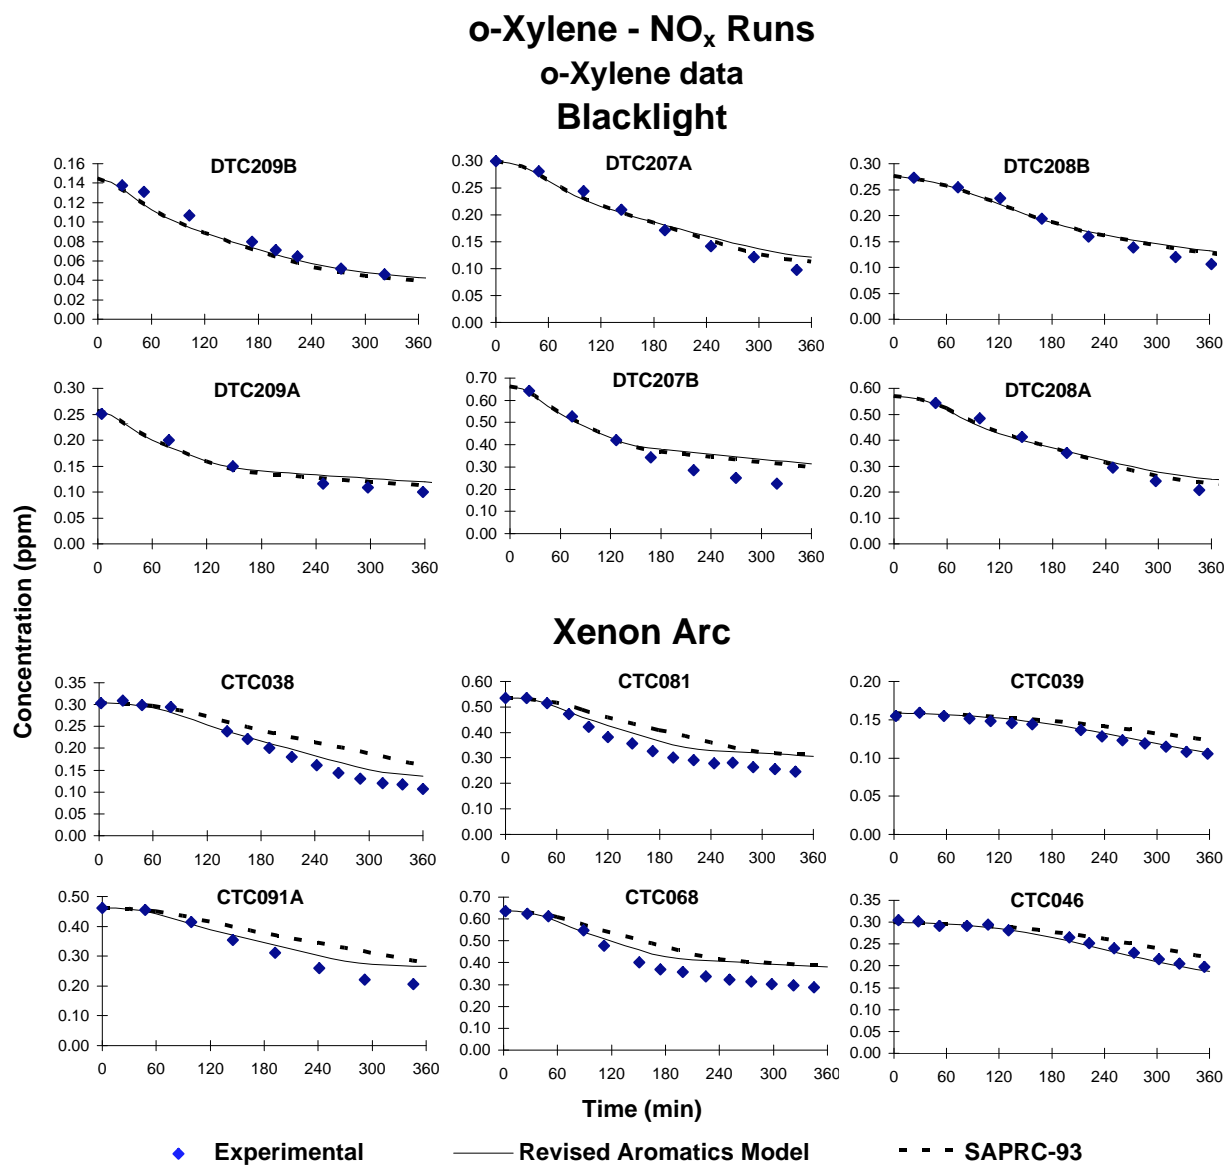 o-Xylene - NOx Runs
o-Xylene data
Blacklight
DTC209B
0.16
0.14
0.12
0.10
0.08
0.06
0.04
0.02
0.00
0 60 120 180 240 300 360
DTC207A
0.30
0.25
0.20
0.15
0.10
0.05
0.00
0 60 120 180 240 300 360
DTC208B
0.30
0.25
0.20
0.15
0.10
0.05
0.00
0 60 120 180 240 300 360
DTC209A
0.30
0.25
0.20
0.15
0.10
0.05
0.00
0 60 120 180 240 300 360
DTC207B
0.70
0.60
0.50
0.40
0.30
0.20
0.10
0.00
0 60 120 180 240 300 360
DTC208A
0.60
0.50
0.40
0.30
0.20
0.10
0.00
0 60 120 180 240 300 360
Concentration (ppm)
Xenon Arc
CTC038
0.35
0.30
0.25
0.20
0.15
0.10
0.05
0.00
0 60 120 180 240 300 360
CTC081
0.60
0.50
0.40
0.30
0.20
0.10
0.00
0 60 120 180 240 300 360
CTC039
0.20
0.15
0.10
0.05
0.00
0 60 120 180 240 300 360
CTC091A
0.50
0.40
0.30
0.20
0.10
0.00
0 60 120 180 240 300 360
CTC068
0.70
0.60
0.50
0.40
0.30
0.20
0.10
0.00
0 60 120 180 240 300 360
CTC046
0.35
0.30
0.25
0.20
0.15
0.10
0.05
0.00
0 60 120 180 240 300 360
Time (min)
Experimental Revised Aromatics Model SAPRC-93